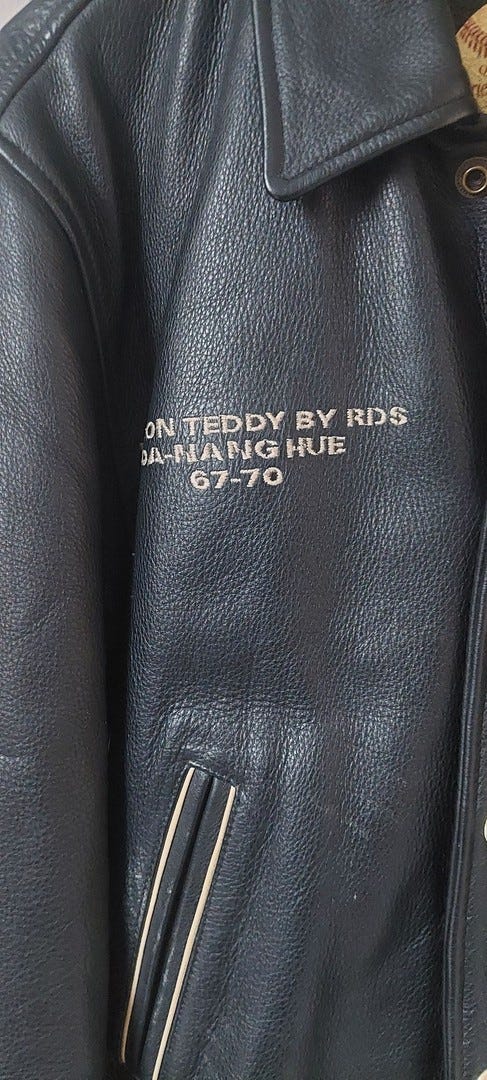 ON TEDDY BY RDS
DA-NANG HUE
67-70